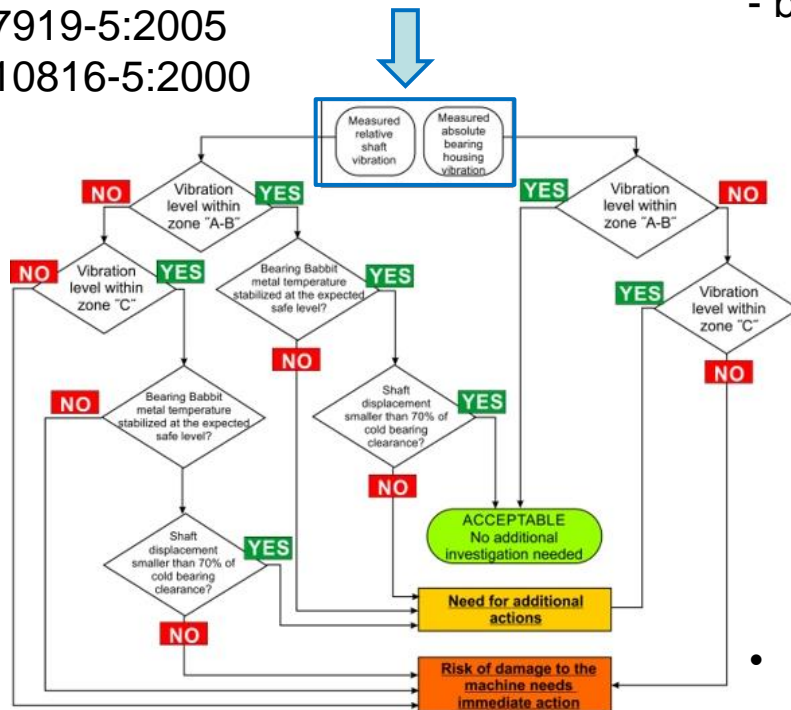 7919-5:2005
10816-5:2000
- b
Measured
relative
shaft
vibration
Measured
absolute
bearing
housing
vibration
NO
Vibration
level within
zone "A-B"
YES
YES
Vibration
level within
zone "A-B"
NO
NO
Vibration
level within
zone "C"
YES
Bearing Babbit
metal temperature
stabilized at the expected
safe level?
YES
YES
Vibration
level within
zone "C"
NO
NO
NO
Bearing Babbit
metal temperature
stabilized at the expected
safe level?
Shaft
displacement
smaller than 70% of
cold bearing
clearance?
YES
NO
ACCEPTABLE
No additional
investigation needed
Shaft
displacement
smaller than 70% of
cold bearing
clearance?
YES
Need for additional
actions
NO
Risk of damage to the
machine needs
immediate action
•